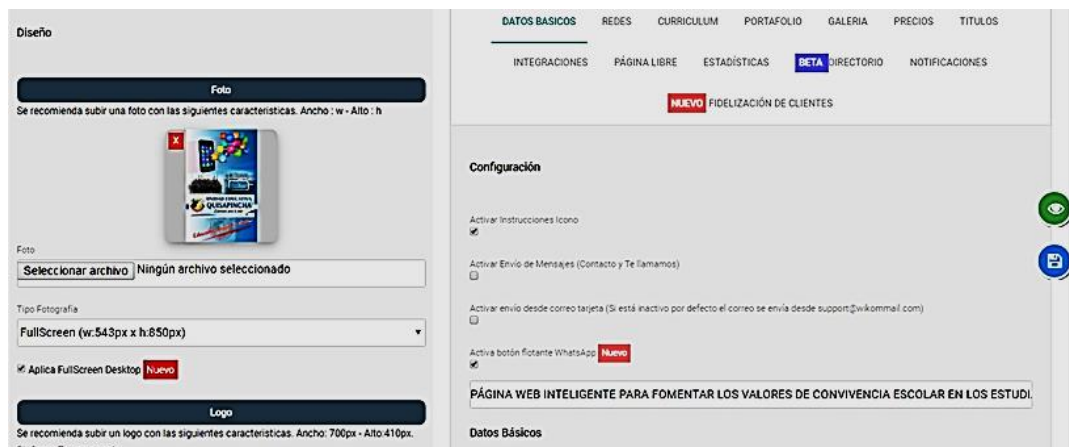 Diseño
Foto
Se recomienda subir una foto con las siguientes caracteristicas. Ancho : w - Alto : h
X
UNIDAD EDUCATIVA
QUISAPINCHA
Foto
Seleccionar archivo Ningún archivo seleccionado
Tipo Fotografía
FullScreen (w:543px x h:850px)
Aplica FullScreen Desktop Nuevo
Logo
Se recomienda subir un logo con las siguientes caracteristicas. Ancho: 700px - Alto:410px.
DATOS BASICOS REDES CURRICULUM PORTAFOLIO GALERIA PRECIOS TITULOS
INTEGRACIONES PÁGINA LIBRE ESTADÍSTICAS BETA DIRECTORIO NOTIFICACIONES
NUEVO FIDELIZACIÓN DE CLIENTES
Configuración
Activar Instrucciones Icono
Activar Envio de Mensajes (Contacto y Te llamamos)
Activar envio desde correo tarjeta (Si está inactivo por defecto el correo se envía desde support@wikommail.com)
Activa botón flotante WhatsApp Nuevo
PÁGINA WEB INTELIGENTE PARA FOMENTAR LOS VALORES DE CONVIVENCIA ESCOLAR EN LOS ESTUDI
Datos Básicos